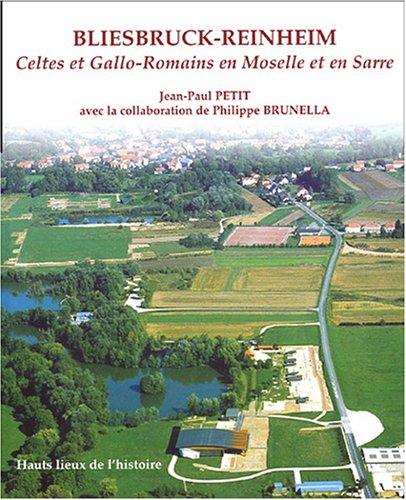 BLIESBRUCK-REINHEIM
Celtes et Gallo-Romains en Moselle et en Sarre
Jean-Paul PETIT
avec la collaboration de Philippe BRUNELLA
Hauts lieux de l'histoire